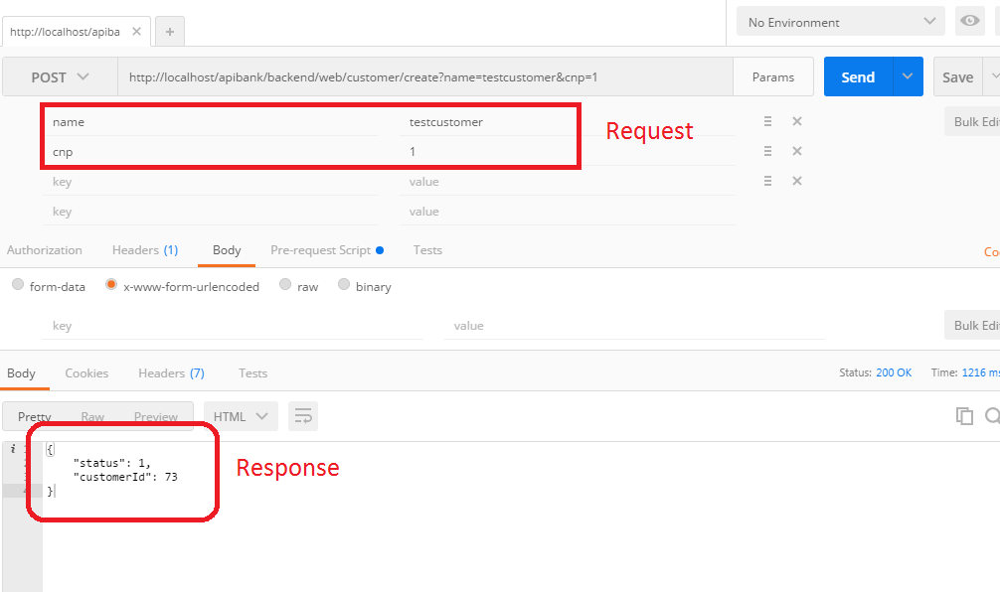 http://localhost/apiba
No Environment
POST http://localhost/apibank/backend/web/customer/create?name=testcustomer&cnp=1 Params Send Save
name testcustomer Bulk Edi
Request
cnp 1
key value
key value
Authorization Headers (1) Body Pre-request Script Tests Co
form-data x-www-form-urlencoded raw binary
key value Bulk Edi
Body Cookies Headers (7) Tests Status: 200 OK Time: 1216 ms
Pretty Raw Preview HTML
i 1 {
"status": 1,
Response
"customerId": 73
4 }